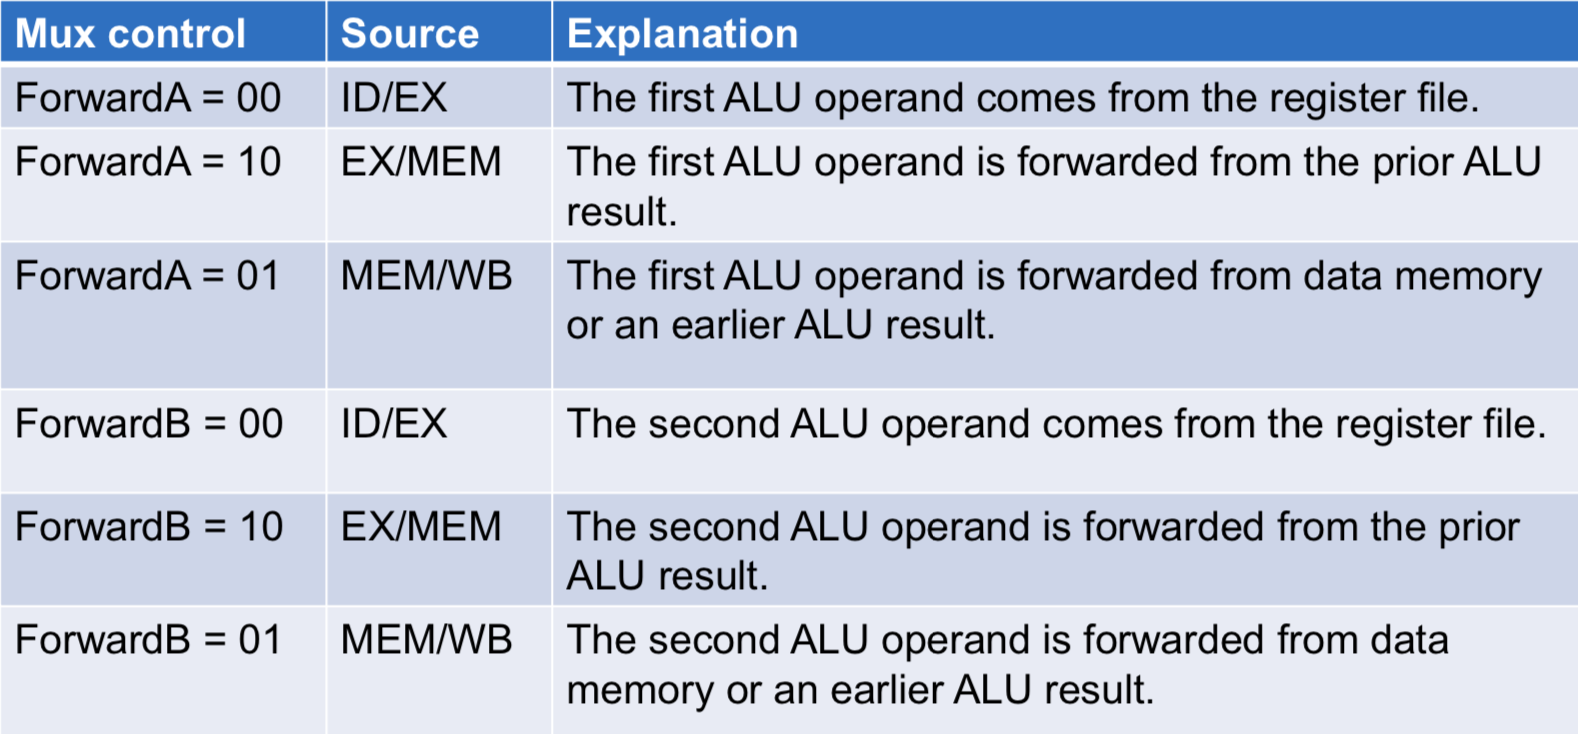 Mux control Source Explanation
ForwardA = 00 ID/EX The first ALU operand comes from the register file.
ForwardA = 10 EX/MEM The first ALU operand is forwarded from the prior ALU
result.
ForwardA = 01 MEM/WB The first ALU operand is forwarded from data memory
or an earlier ALU result.
ForwardB = 00 ID/EX The second ALU operand comes from the register file.
ForwardB = 10 EX/MEM The second ALU operand is forwarded from the prior
ALU result.
ForwardB = 01 MEM/WB The second ALU operand is forwarded from data
memory or an earlier ALU result.